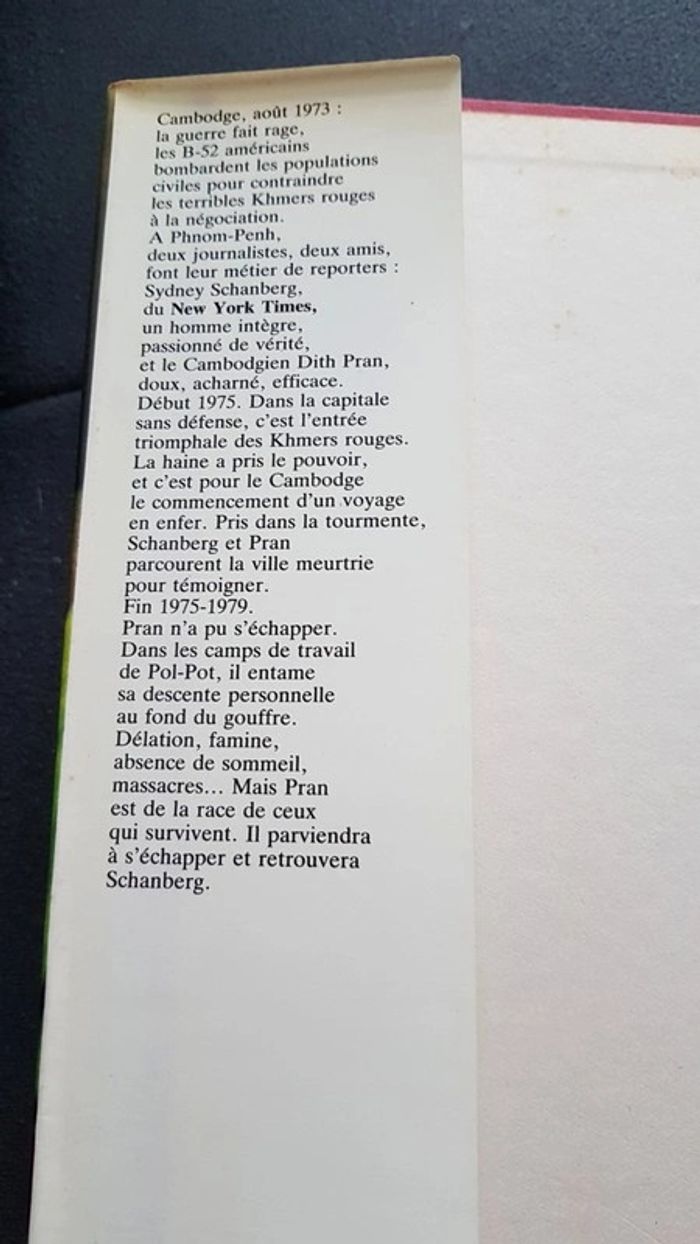 Cambodge, août 1973 :
la guerre fait rage,
les B-52 américains
bombardent les populations
civiles pour contraindre
les terribles Khmers rouges
à la négociation.
A Phnom-Penh,
deux journalistes, deux amis,
font leur métier de reporters :
Sydney Schanberg,
du New York Times,
un homme intègre,
passionné de vérité,
et le Cambodgien Dith Pran,
doux, acharné, efficace.
Début 1975. Dans la capitale
sans défense, c'est l'entrée
triomphale des Khmers rouges.
La haine a pris le pouvoir,
et c'est pour le Cambodge
le commencement d'un voyage
en enfer. Pris dans la tourmente,
Schanberg et Pran
parcourent la ville meurtrie
pour témoigner.
Fin 1975-1979.
Pran n'a pu s'échapper.
Dans les camps de travail
de Pol-Pot, il entame
sa descente personnelle
au fond du gouffre.
Délation, famine,
absence de sommeil,
massacres... Mais Pran
est de la race de ceux
qui survivent. Il parviendra
à s'échapper et retrouvera
Schanberg.